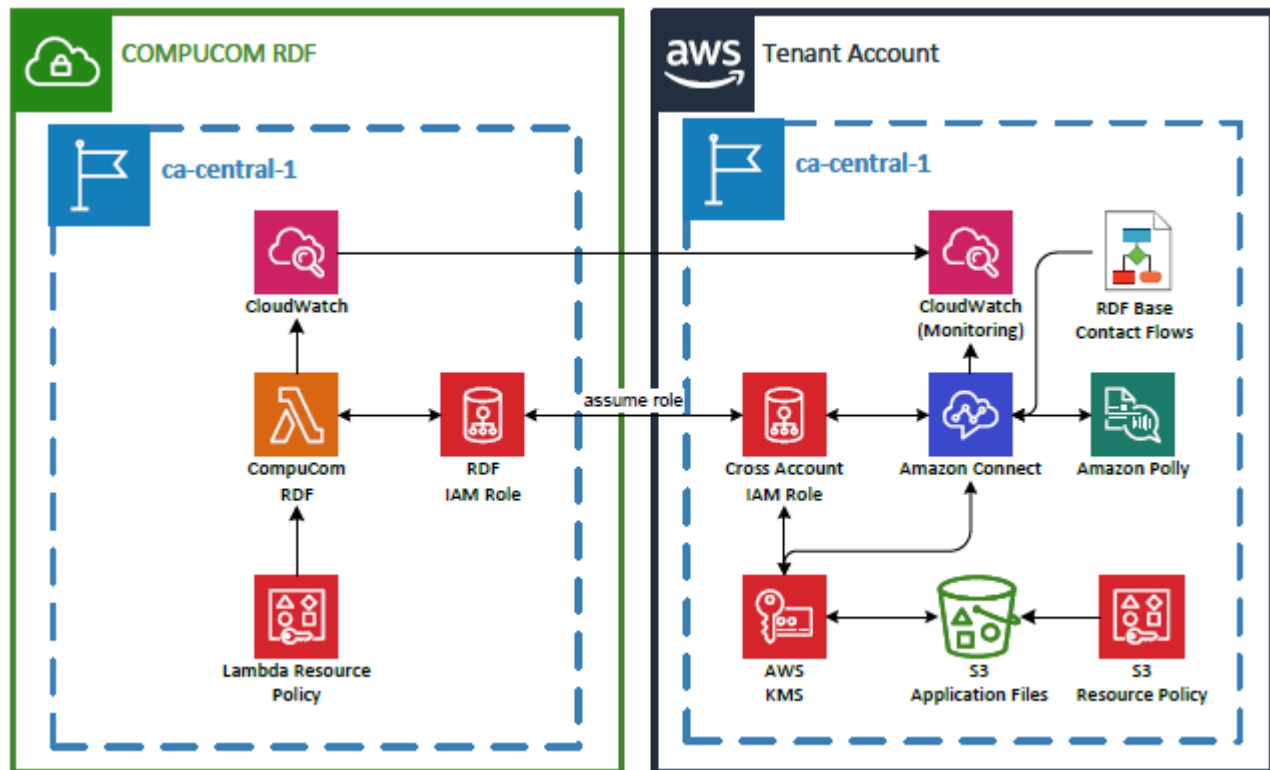 COMPUCOM RDF
aws
Tenant Account
ca-central-1
ca-central-1
CloudWatch
CloudWatch
(Monitoring)
RDF Base
Contact Flows
assume role
CompuCom
RDF
RDF
IAM Role
Cross Account
IAM Role
Amazon Connect
Amazon Polly
Lambda Resource
Policy
AWS
KMS
S3
Application Files
S3
Resource Policy